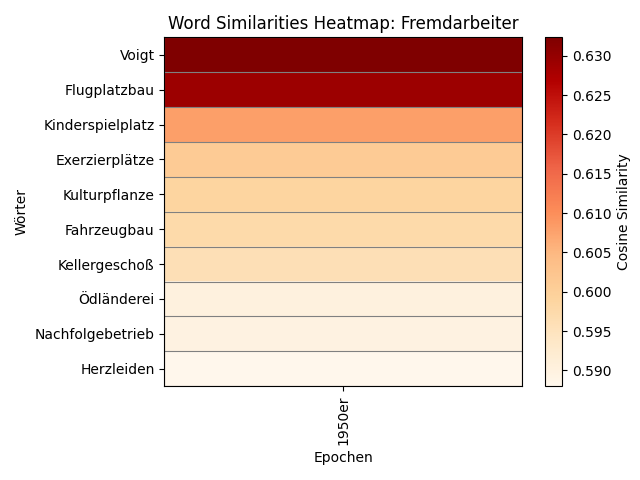 Word Similarities Heatmap: Fremdarbeiter
Voigt
Flugplatzbau
Kinderspielplatz
Exerzierplätze
Kulturpflanze
Fahrzeugbau
Kellergeschoß
Ödländerei
Nachfolgebetrieb
Herzleiden
Wörter
1950er
Epochen
0.630
0.625
0.620
0.615
0.610
0.605
0.600
0.595
0.590
Cosine Similarity